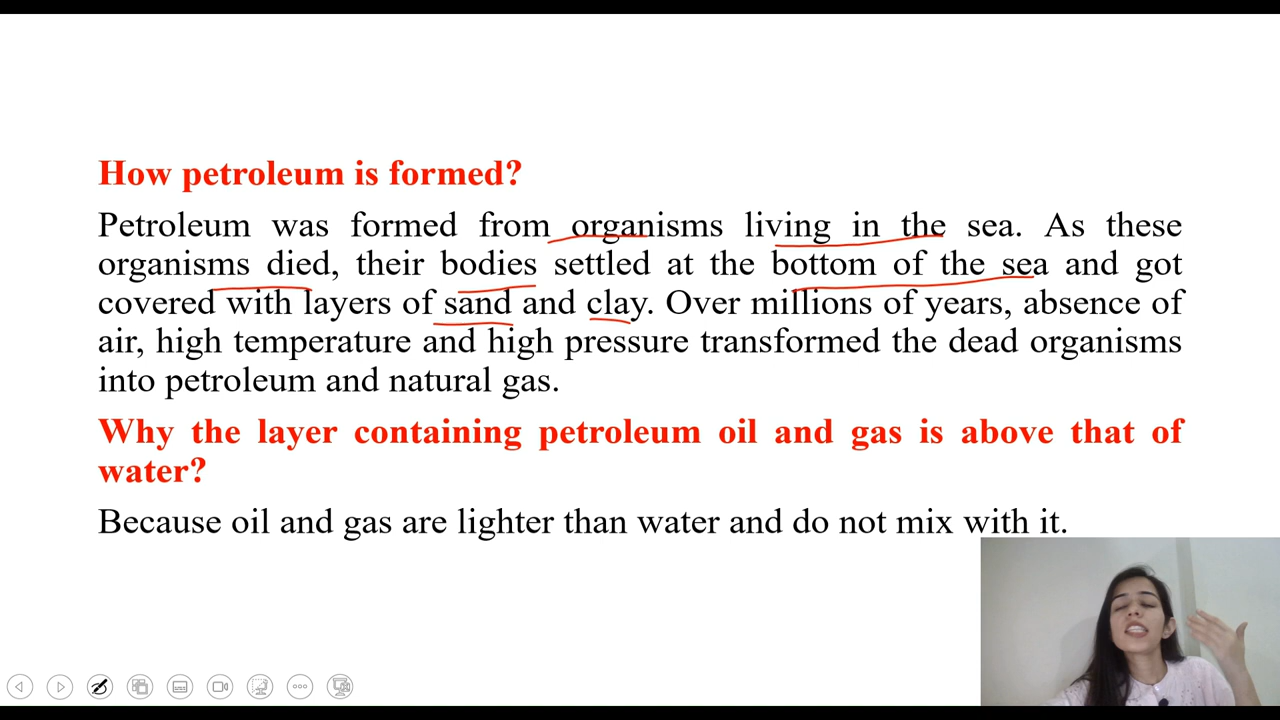 How petroleum is formed?
Petroleum was formed from organisms living in the sea. As these
organisms died, their bodies settled at the bottom of the sea and got
covered with layers of sand and clay. Over millions of years, absence of
air, high temperature and high pressure transformed the dead organisms
into petroleum and natural gas.
Why the layer containing petroleum oil and gas is above that of
water?
Because oil and gas are lighter than water and do not mix with it.